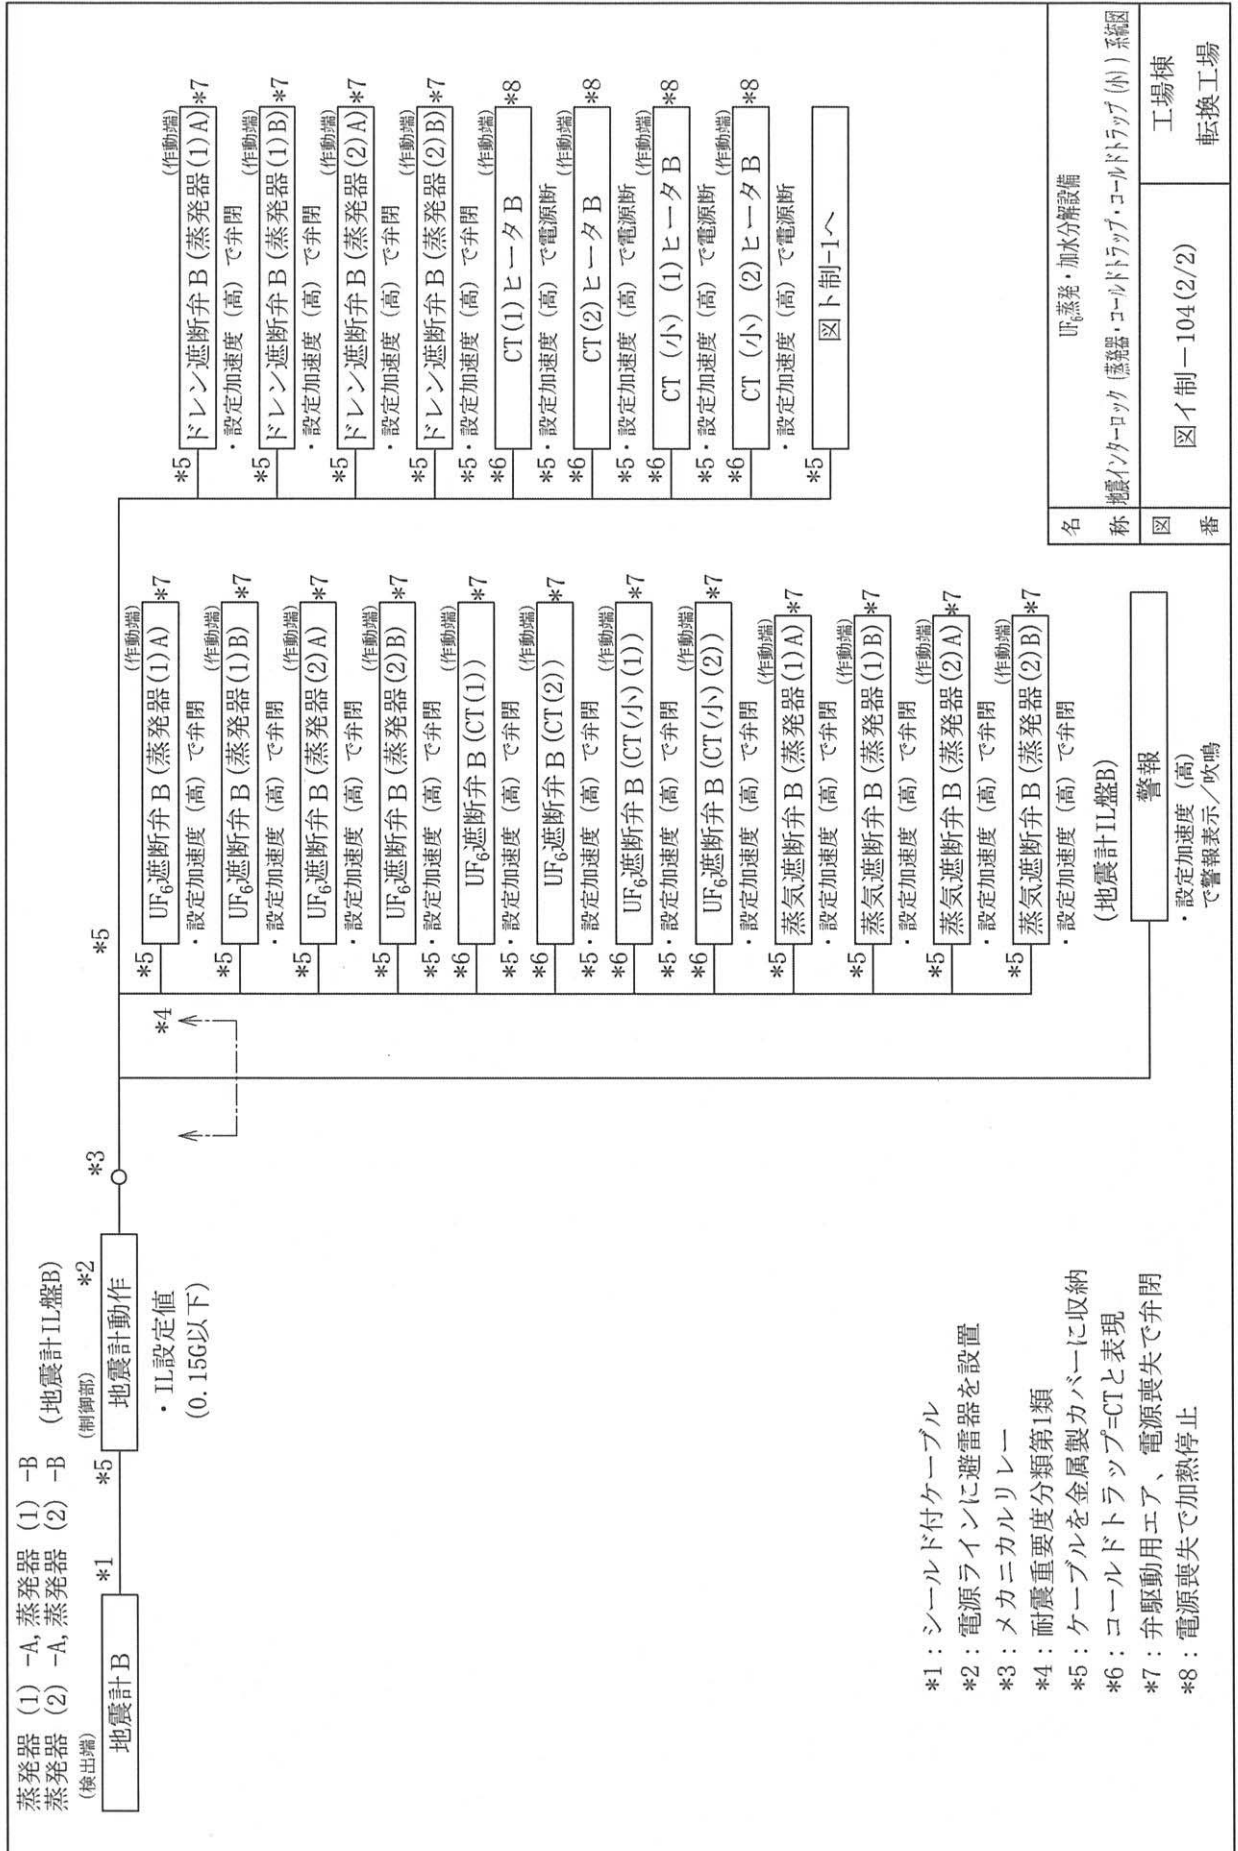 蒸発器 (1) -A, 蒸発器 (1) -B
蒸発器 (2) -A, 蒸発器 (2) -B
(検出端)
地震計B
*1
(地震計IL盤B)
(制御部)
*2
*5
地震計動作
・IL設定値
(0.15G以下)
*3
*4
*5
(作動端)
*5 UF6遮断弁B(蒸発器(1)A) *7
・設定加速度 (高) で弁閉
(作動端)
*5 UF6遮断弁B(蒸発器(1)B) *7
・設定加速度 (高) で弁閉
(作動端)
*5 UF6遮断弁B(蒸発器(2)A) *7
・設定加速度 (高) で弁閉
(作動端)
*5 UF6遮断弁B(蒸発器(2)B) *7
・設定加速度 (高) で弁閉
(作動端)
*5
*6 UF6遮断弁B(CT(1)) *7
・設定加速度 (高) で弁閉
(作動端)
*5
*6 UF6遮断弁B(CT(2)) *7
・設定加速度 (高) で弁閉
(作動端)
*5
*6 UF6遮断弁B(CT(小)(1)) *7
・設定加速度 (高) で弁閉
(作動端)
*5
*6 UF6遮断弁B(CT(小)(2)) *7
・設定加速度 (高) で弁閉
(作動端)
*5 蒸気遮断弁B(蒸発器(1)A) *7
・設定加速度 (高) で弁閉
(作動端)
*5 蒸気遮断弁B(蒸発器(1)B) *7
・設定加速度 (高) で弁閉
(作動端)
*5 蒸気遮断弁B(蒸発器(2)A) *7
・設定加速度 (高) で弁閉
(作動端)
*5 蒸気遮断弁B(蒸発器(2)B) *7
・設定加速度 (高) で弁閉
(地震計IL盤B)
警報
・設定加速度 (高)
で警報表示/吹鳴
(作動端)
*5 ドレン遮断弁B(蒸発器(1)A) *7
・設定加速度 (高) で弁閉
(作動端)
*5 ドレン遮断弁B(蒸発器(1)B) *7
・設定加速度 (高) で弁閉
(作動端)
*5 ドレン遮断弁B(蒸発器(2)A) *7
・設定加速度 (高) で弁閉
(作動端)
*5 ドレン遮断弁B(蒸発器(2)B) *7
・設定加速度 (高) で弁閉
(作動端)
*5
*6 CT(1)ヒータB *8
・設定加速度 (高) で電源断
(作動端)
*5
*6 CT(2)ヒータB *8
・設定加速度 (高) で電源断
(作動端)
*5
*6 CT (小) (1)ヒータB *8
・設定加速度 (高) で電源断
(作動端)
*5
*6 CT (小) (2)ヒータB *8
・設定加速度 (高) で電源断
*5 図ト制-1へ
*1：シールド付ケーブル
*2：電源ラインに避雷器を設置
*3：メカニカルリレー
*4：耐震重要度分類第1類
*5：ケーブルを金属製カバーに収納
*6：コールドトラップ=CTと表現
*7：弁駆動用エア、電源喪失で弁閉
*8：電源喪失で加熱停止
名称
UF6蒸発・加水分解設備
地震インターロック (蒸発器・コールドトラップ・コールドトラップ (小) ) 系統図
図番
図イ制－104(2/2)
工場棟
転換工場